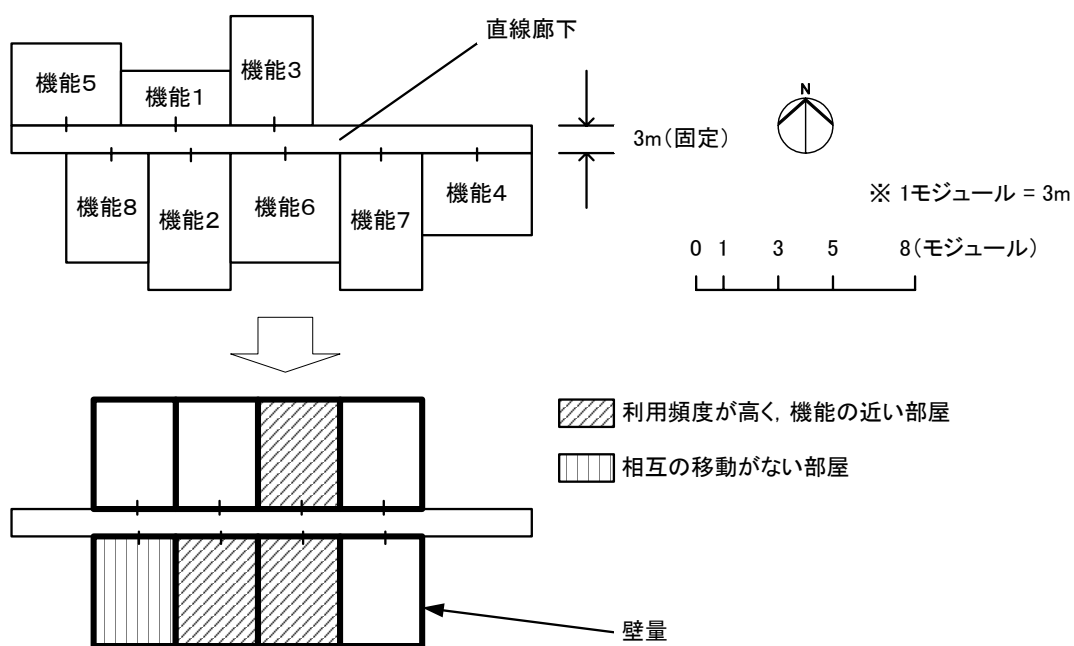 直線廊下
機能5
機能1
機能3
N
3m(固定)
機能8
機能2
機能6
機能7
機能4
※ 1モジュール = 3m
0 1 3 5 8(モジュール)
利用頻度が高く, 機能の近い部屋
相互の移動がない部屋
壁量